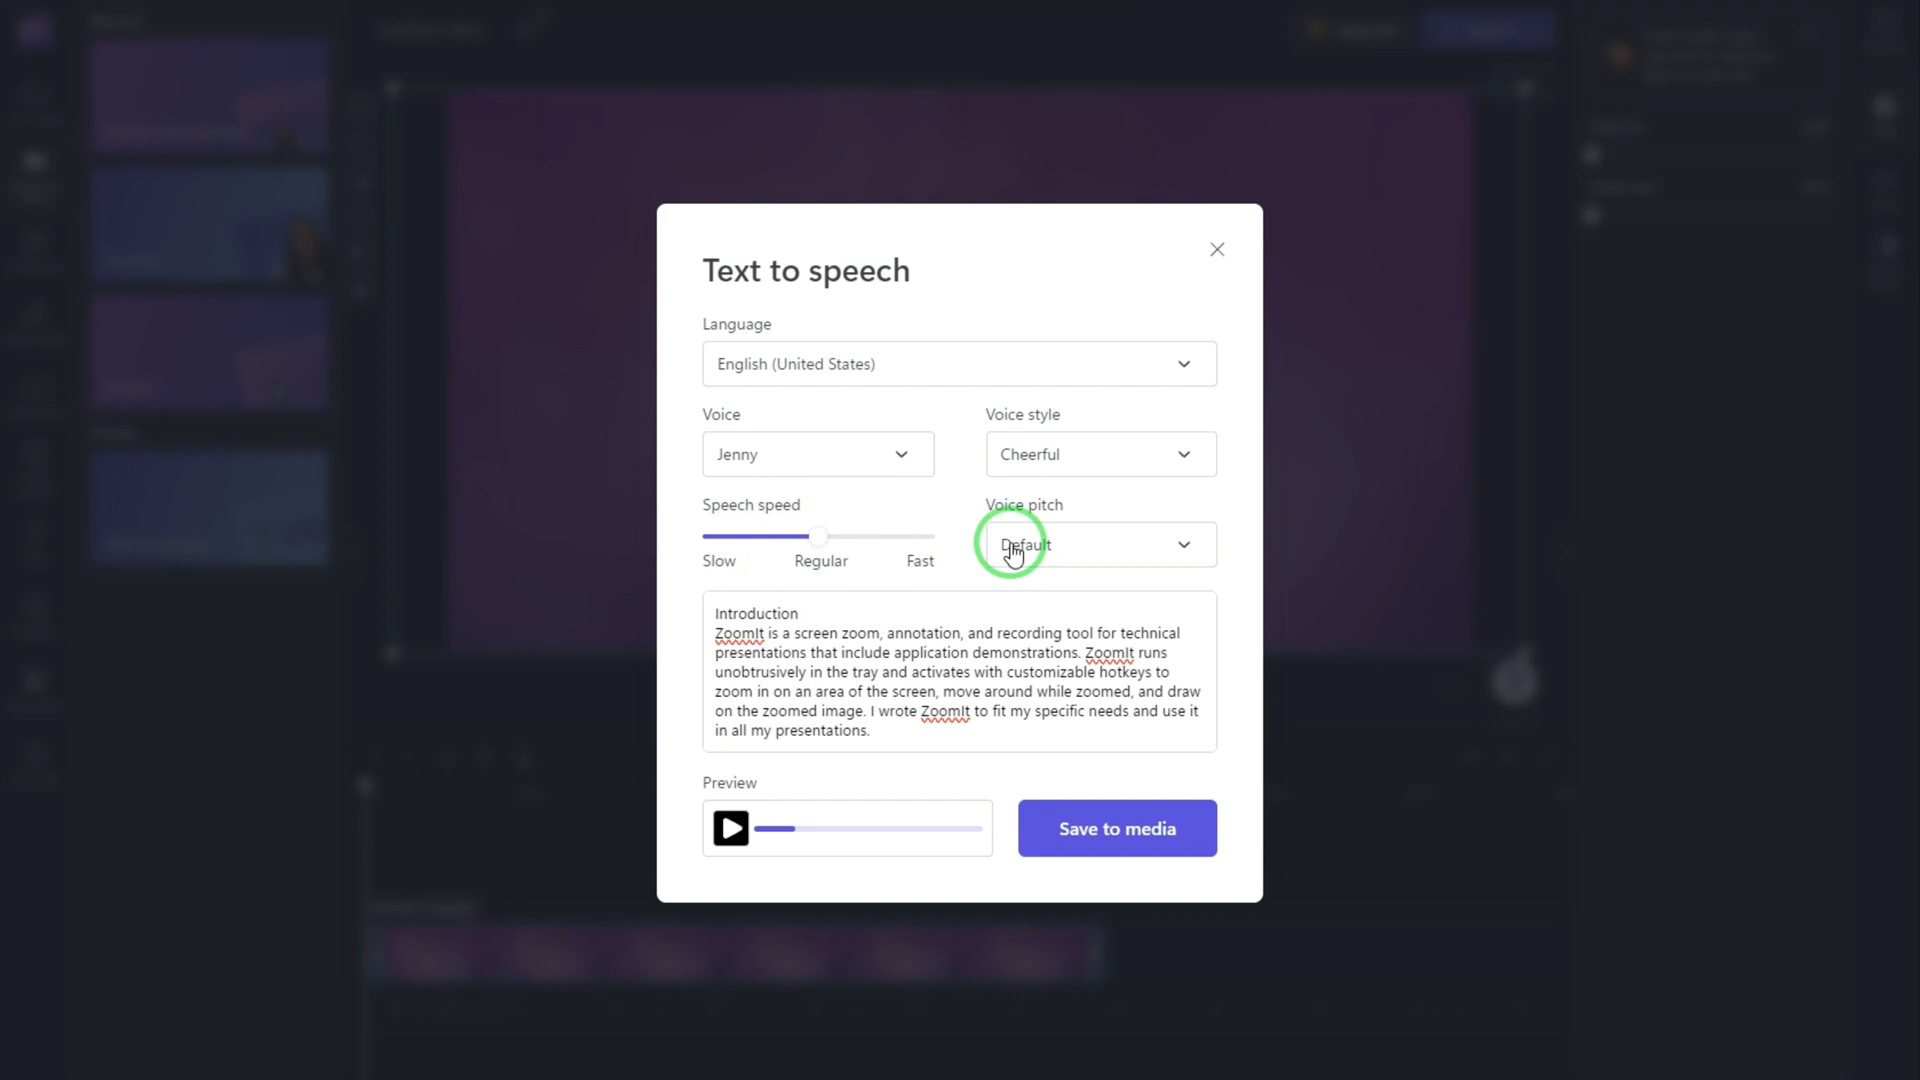 Text to speech
Language
English (United States)
Voice
Voice style
Jenny
Cheerful
Speech speed
Voice pitch
Default
Slow
Regular
Fast
Introduction
ZoomIt is a screen zoom, annotation, and recording tool for technical
presentations that include application demonstrations. ZoomIt runs
unobtrusively in the tray and activates with customizable hotkeys to
zoom in on an area of the screen, move around while zoomed, and draw
on the zoomed image. I wrote ZoomIt to fit my specific needs and use it
in all my presentations.
Preview
Save to media